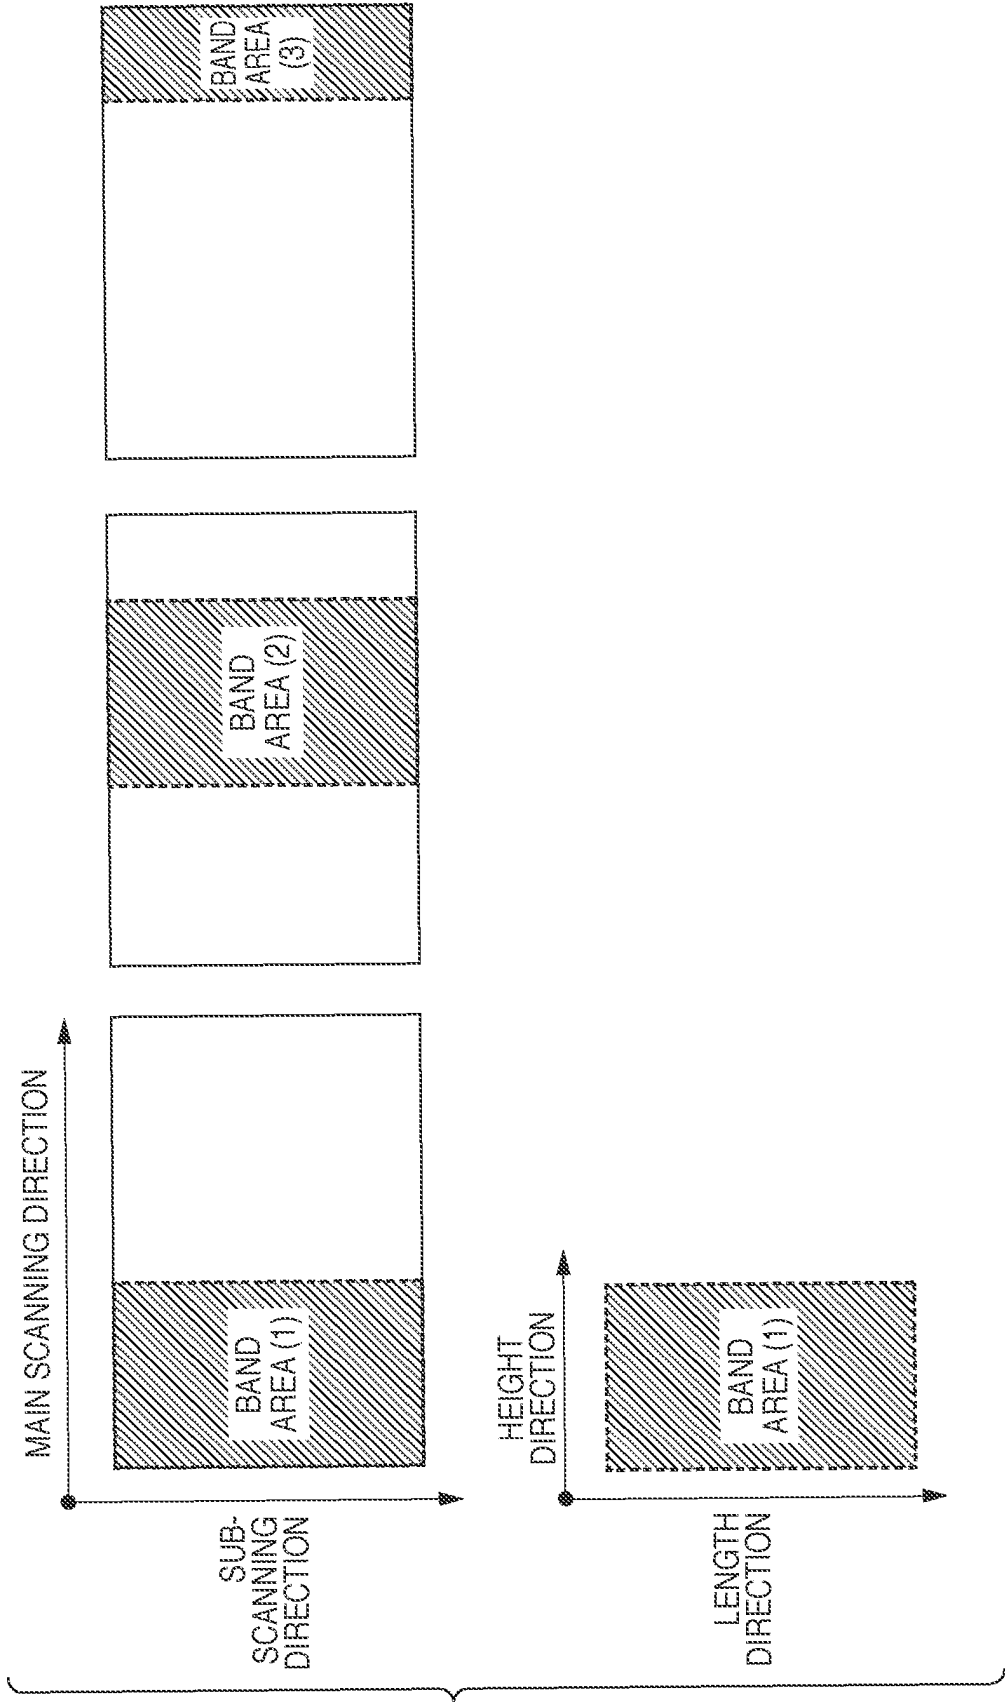 MAIN SCANNING DIRECTION
SUB-
SCANNING
DIRECTION
BAND
AREA (1)
BAND
AREA (2)
BAND
AREA
(3)
HEIGHT
DIRECTION
LENGTH
DIRECTION
BAND
AREA (1)